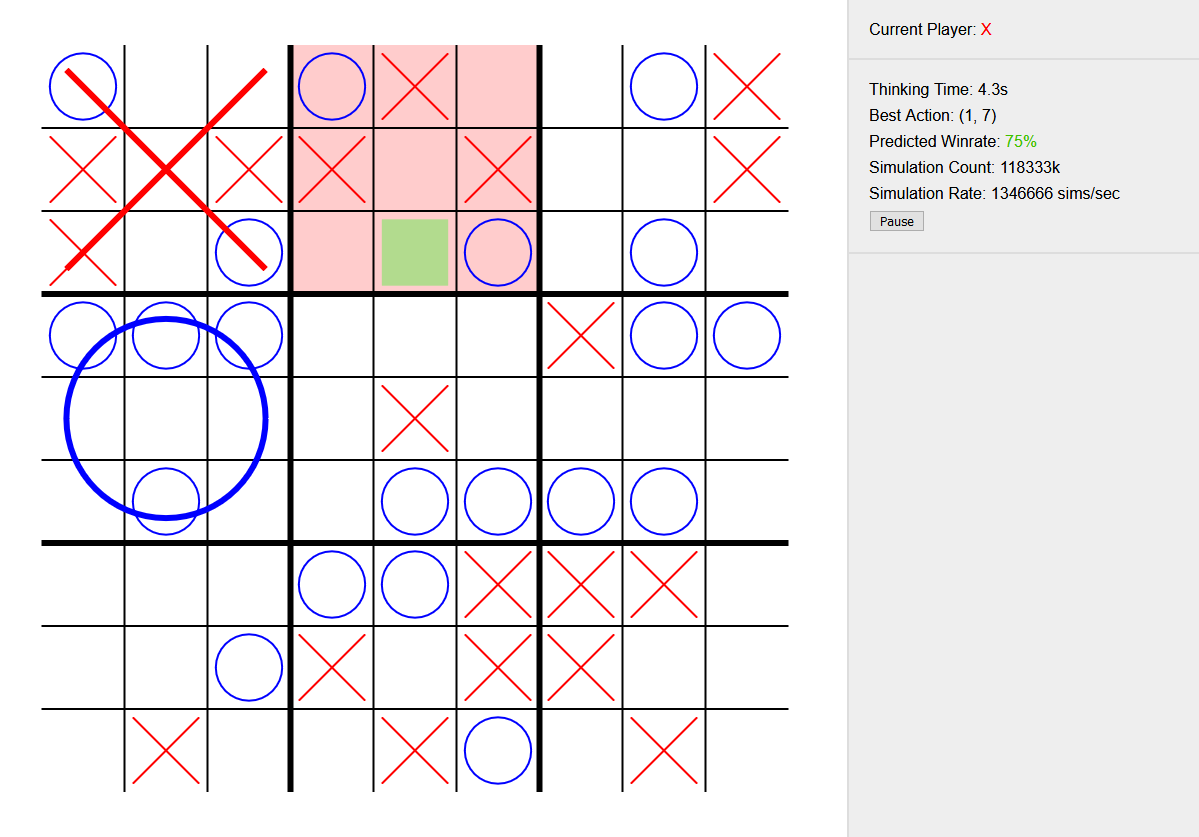 Current Player: X
Thinking Time: 4.3s
Best Action: (1, 7)
Predicted Winrate: 75%
Simulation Count: 118333k
Simulation Rate: 1346666 sims/sec
Pause